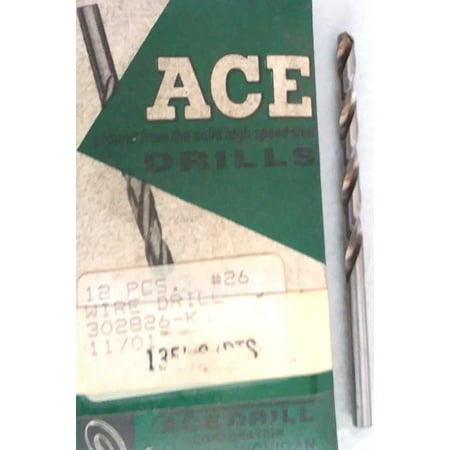 ACE
ground from the solid high speed steel
DRILLS
12 PCS. #26
WIRE DRILL
302826-K
11/01
ACE DRILL
CORPORATION